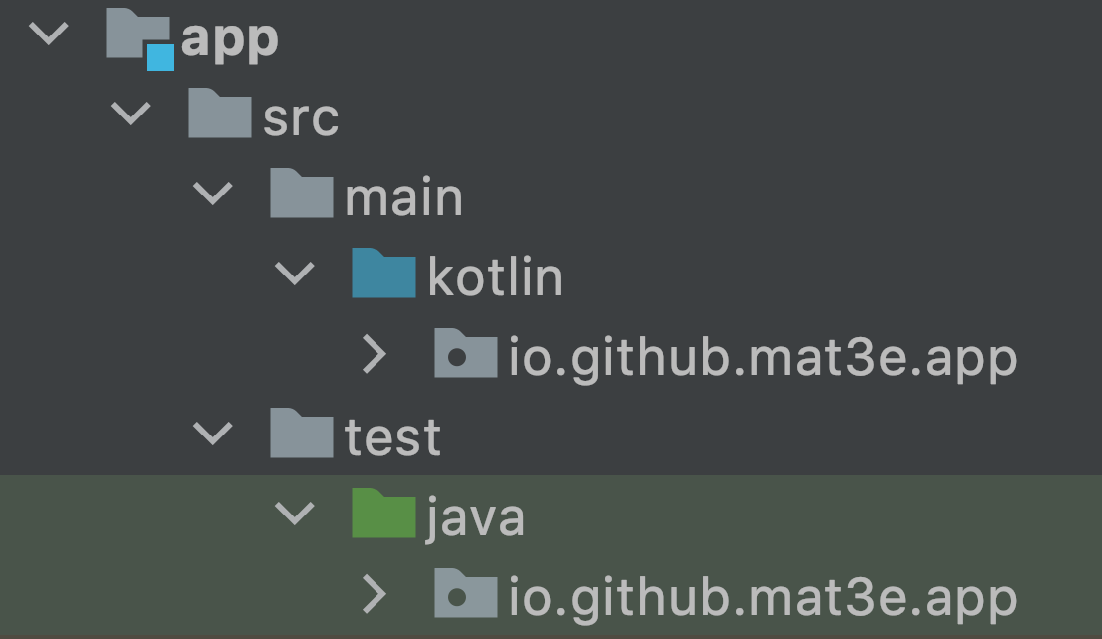 app
src
main
kotlin
io.github.mat3e.app
test
java
io.github.mat3e.app